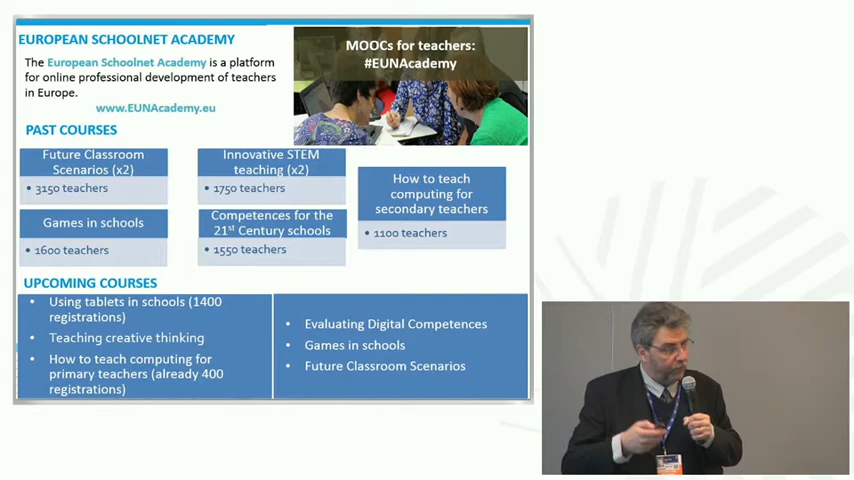 EUROPEAN SCHOOLNET ACADEMY
The European Schoolnet Academy is a platform
for online professional development of teachers
in Europe.
www.EUNAcademy.eu
MOOCs for teachers:
#EUNAcademy
PAST COURSES
Future Classroom
Scenarios (x2)
• 3150 teachers
Innovative STEM
teaching (x2)
• 1750 teachers
How to teach
computing for
secondary teachers
• 1100 teachers
Games in schools
• 1600 teachers
Competences for the
21st Century schools
• 1550 teachers
UPCOMING COURSES
• Using tablets in schools (1400
registrations)
• Teaching creative thinking
• How to teach computing for
primary teachers (already 400
registrations)
• Evaluating Digital Competences
• Games in schools
• Future Classroom Scenarios